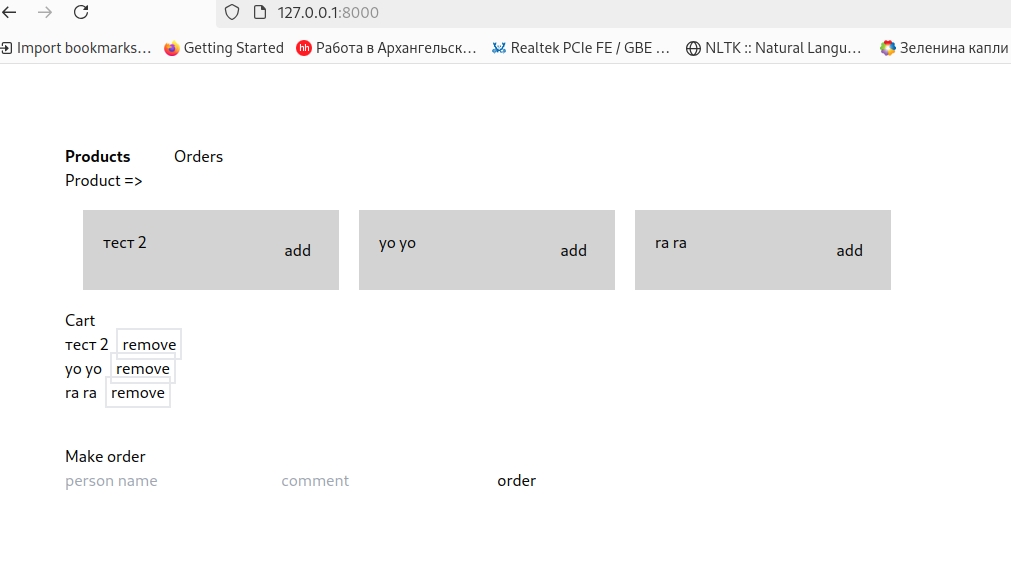 127.0.0.1:8000
Import bookmarks... Getting Started hh Работа в Архангельск... Realtek PCIe FE / GBE ... NLTK :: Natural Langu... Зеленина капли
Products Orders
Product =>
тест 2 add yo yo add ra ra add
Cart
тест 2 remove
yo yo remove
ra ra remove
Make order
person name comment order